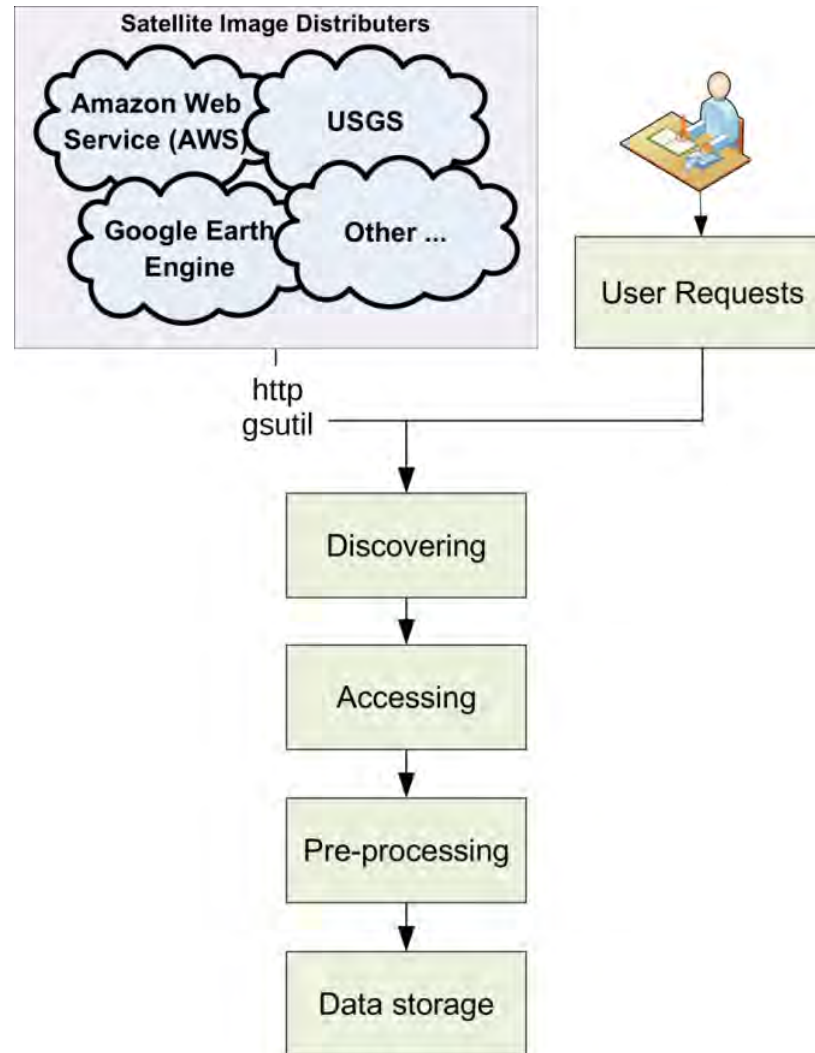 Satellite Image Distributers
Amazon Web
Service (AWS)
USGS
Google Earth
Engine
Other ...
User Requests
http
gsutil
Discovering
Accessing
Pre-processing
Data storage